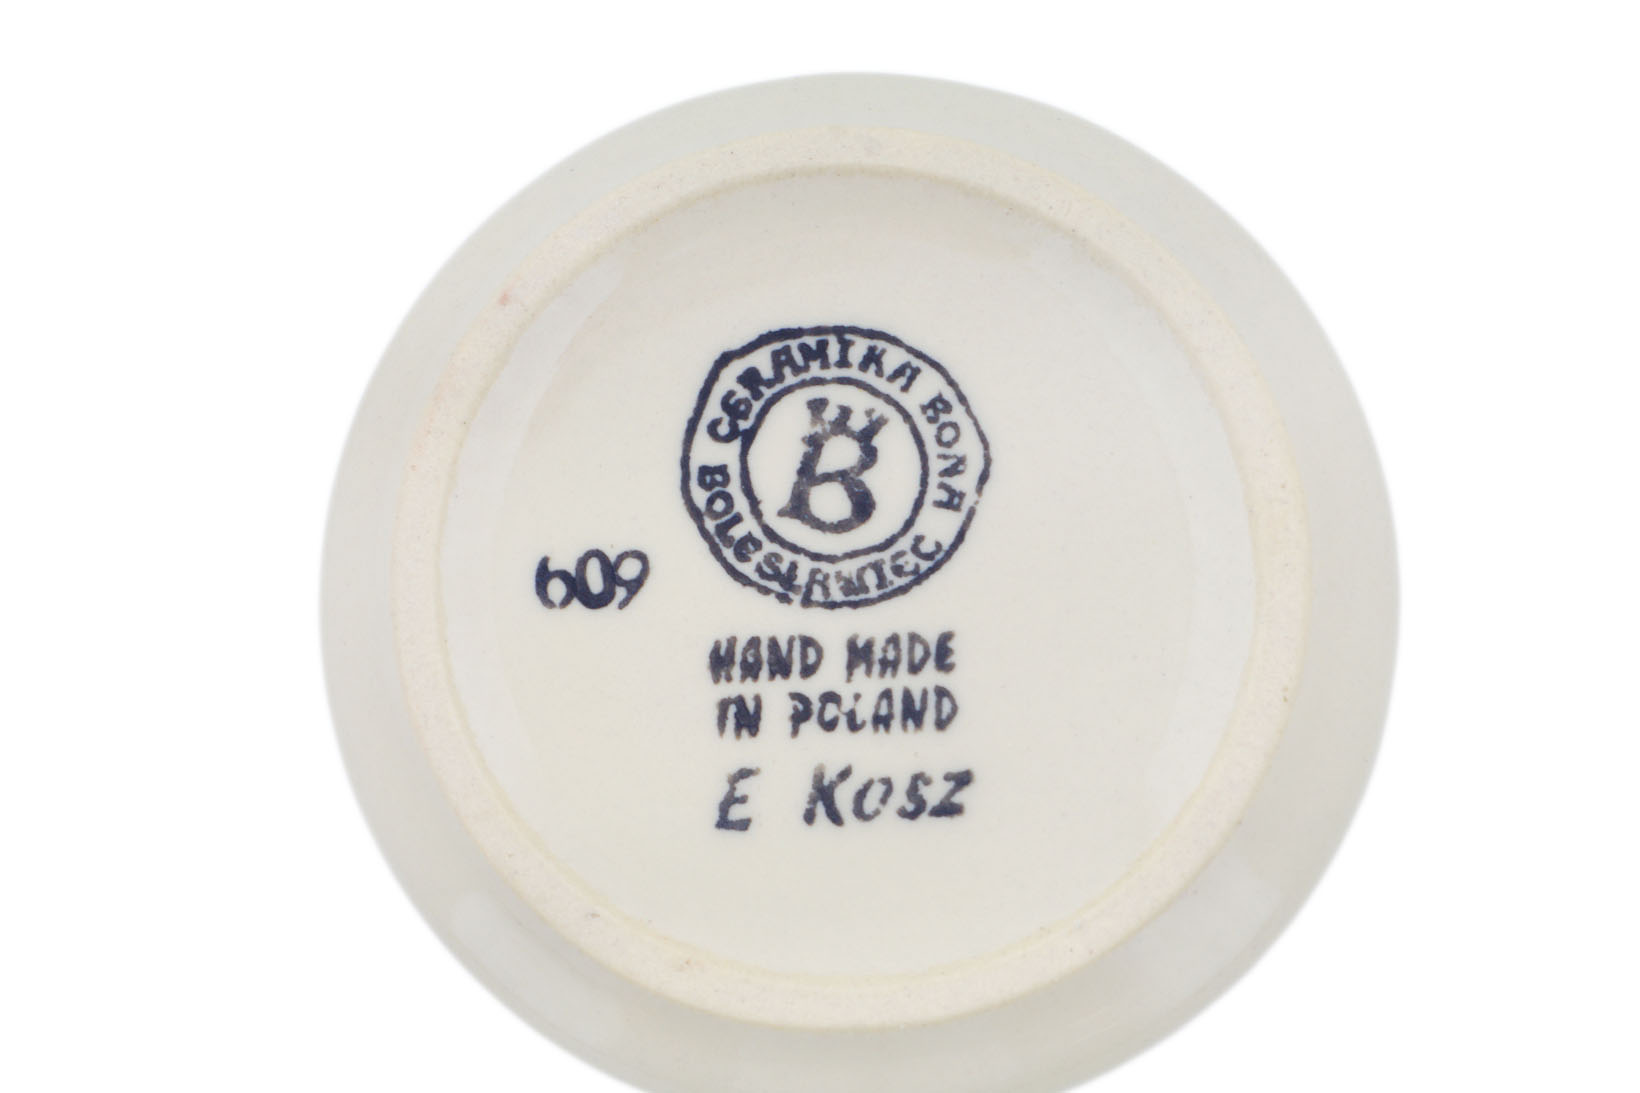 CERAMIKA BONA
B
BOLESŁAWIEC
609
HAND MADE
IN POLAND
E KOSZ